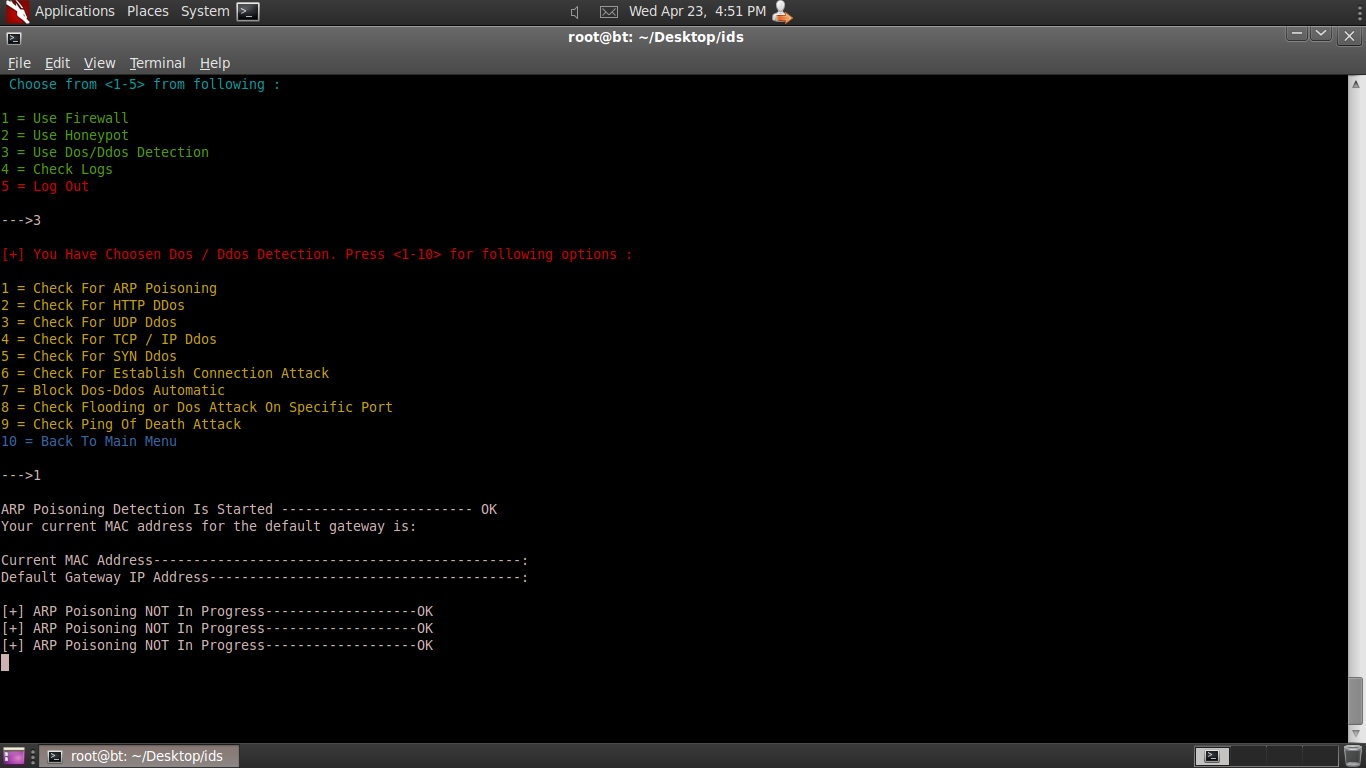 Applications Places System Wed Apr 23, 4:51 PM
root@bt: ~/Desktop/ids
File Edit View Terminal Help
Choose from <1-5> from following :
1 = Use Firewall
2 = Use Honeypot
3 = Use Dos/Ddos Detection
4 = Check Logs
5 = Log Out
--->3
[+] You Have Choosen Dos / Ddos Detection. Press <1-10> for following options :
1 = Check For ARP Poisoning
2 = Check For HTTP DDos
3 = Check For UDP Ddos
4 = Check For TCP / IP Ddos
5 = Check For SYN Ddos
6 = Check For Establish Connection Attack
7 = Block Dos-Ddos Automatic
8 = Check Flooding or Dos Attack On Specific Port
9 = Check Ping Of Death Attack
10 = Back To Main Menu
--->1
ARP Poisoning Detection Is Started ------------------------ OK
Your current MAC address for the default gateway is:
Current MAC Address----------------------------------------------:
Default Gateway IP Address---------------------------------------:
[+] ARP Poisoning NOT In Progress-------------------OK
[+] ARP Poisoning NOT In Progress-------------------OK
[+] ARP Poisoning NOT In Progress-------------------OK
root@bt: ~/Desktop/ids